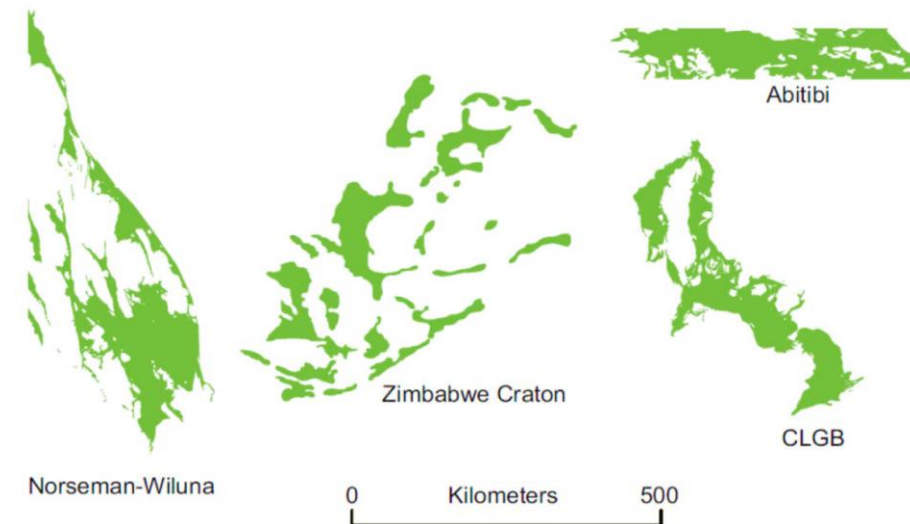 Abitibi
Zimbabwe Craton
CLGB
Norseman-Wiluna
0 Kilometers 500